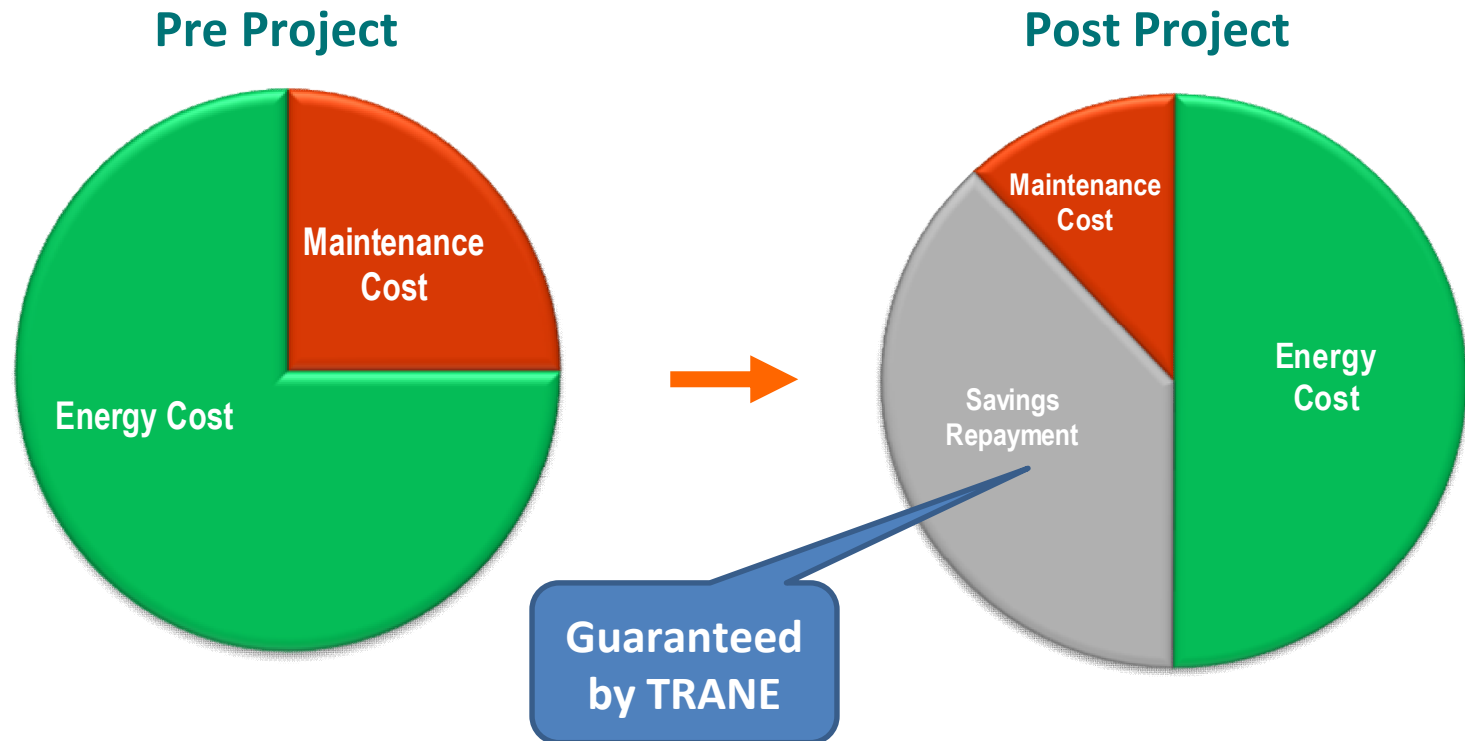 Pre Project
Post Project
Maintenance
Cost
Energy Cost
Maintenance
Cost
Energy
Cost
Savings
Repayment
Guaranteed
by TRANE